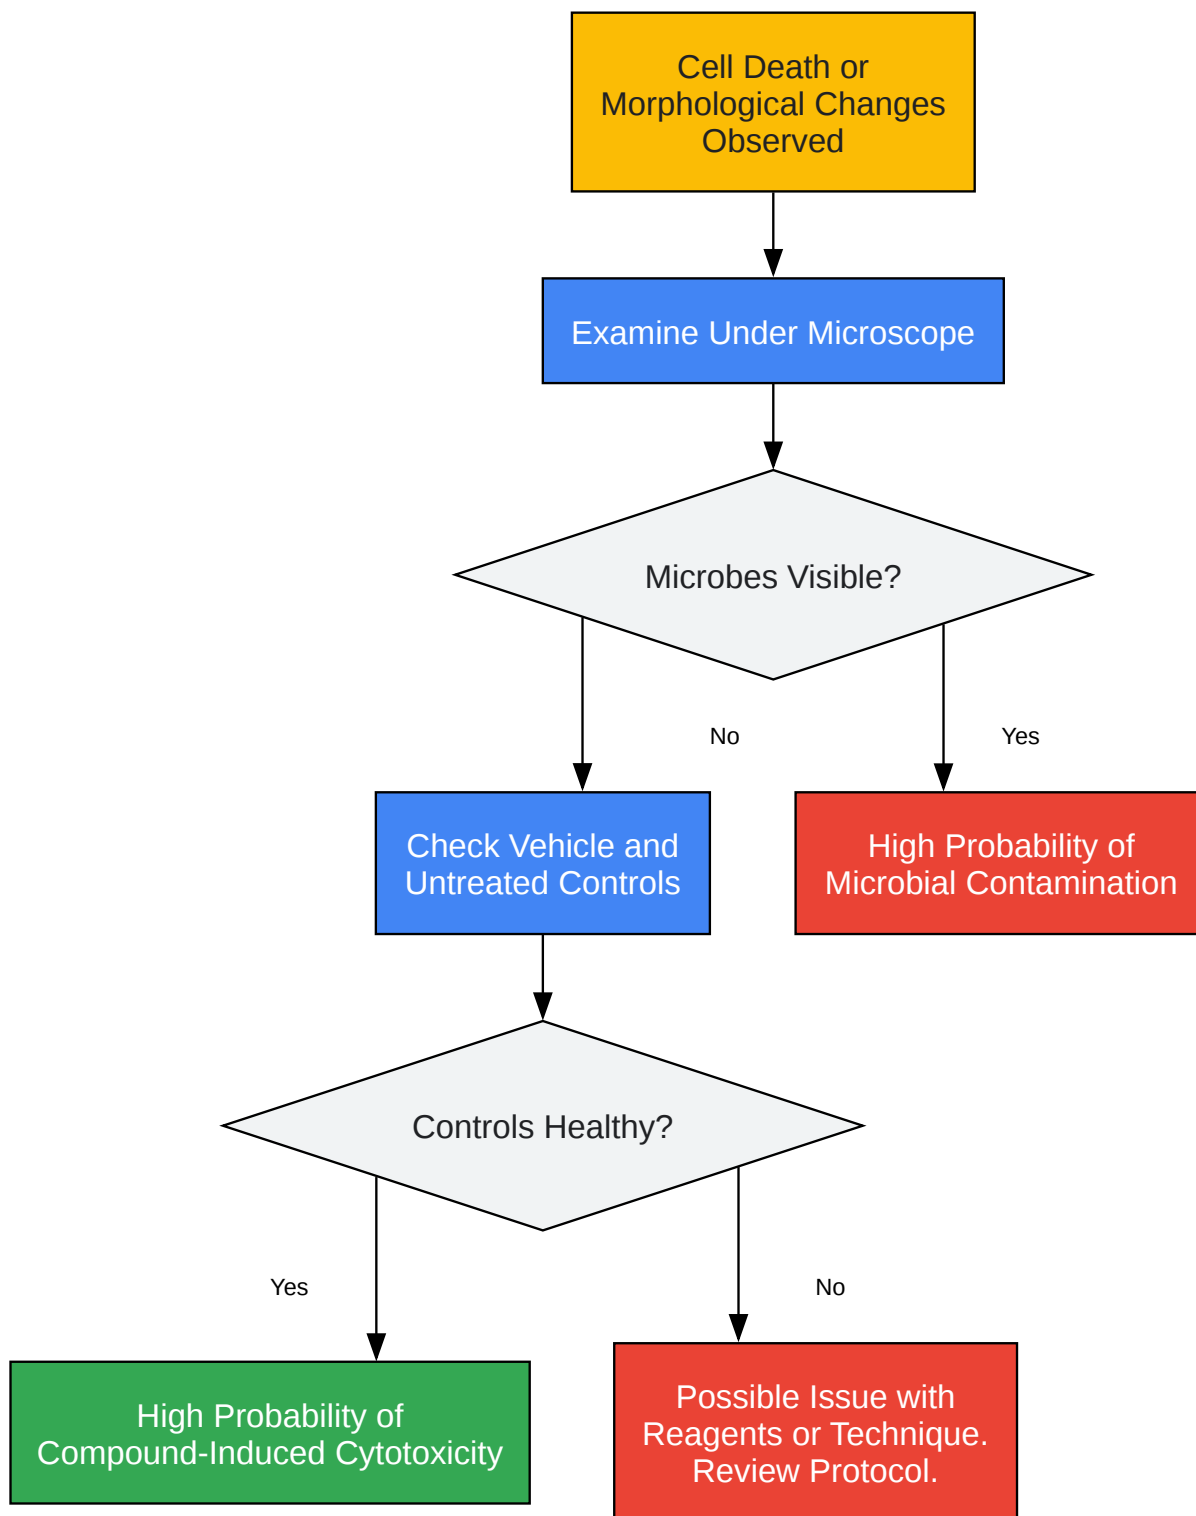 Cell Death or
Morphological Changes
Observed
Examine Under Microscope
Microbes Visible?
No
Yes
Check Vehicle and
Untreated Controls
High Probability of
Microbial Contamination
Controls Healthy?
Yes
No
High Probability of
Compound-Induced Cytotoxicity
Possible Issue with
Reagents or Technique.
Review Protocol.